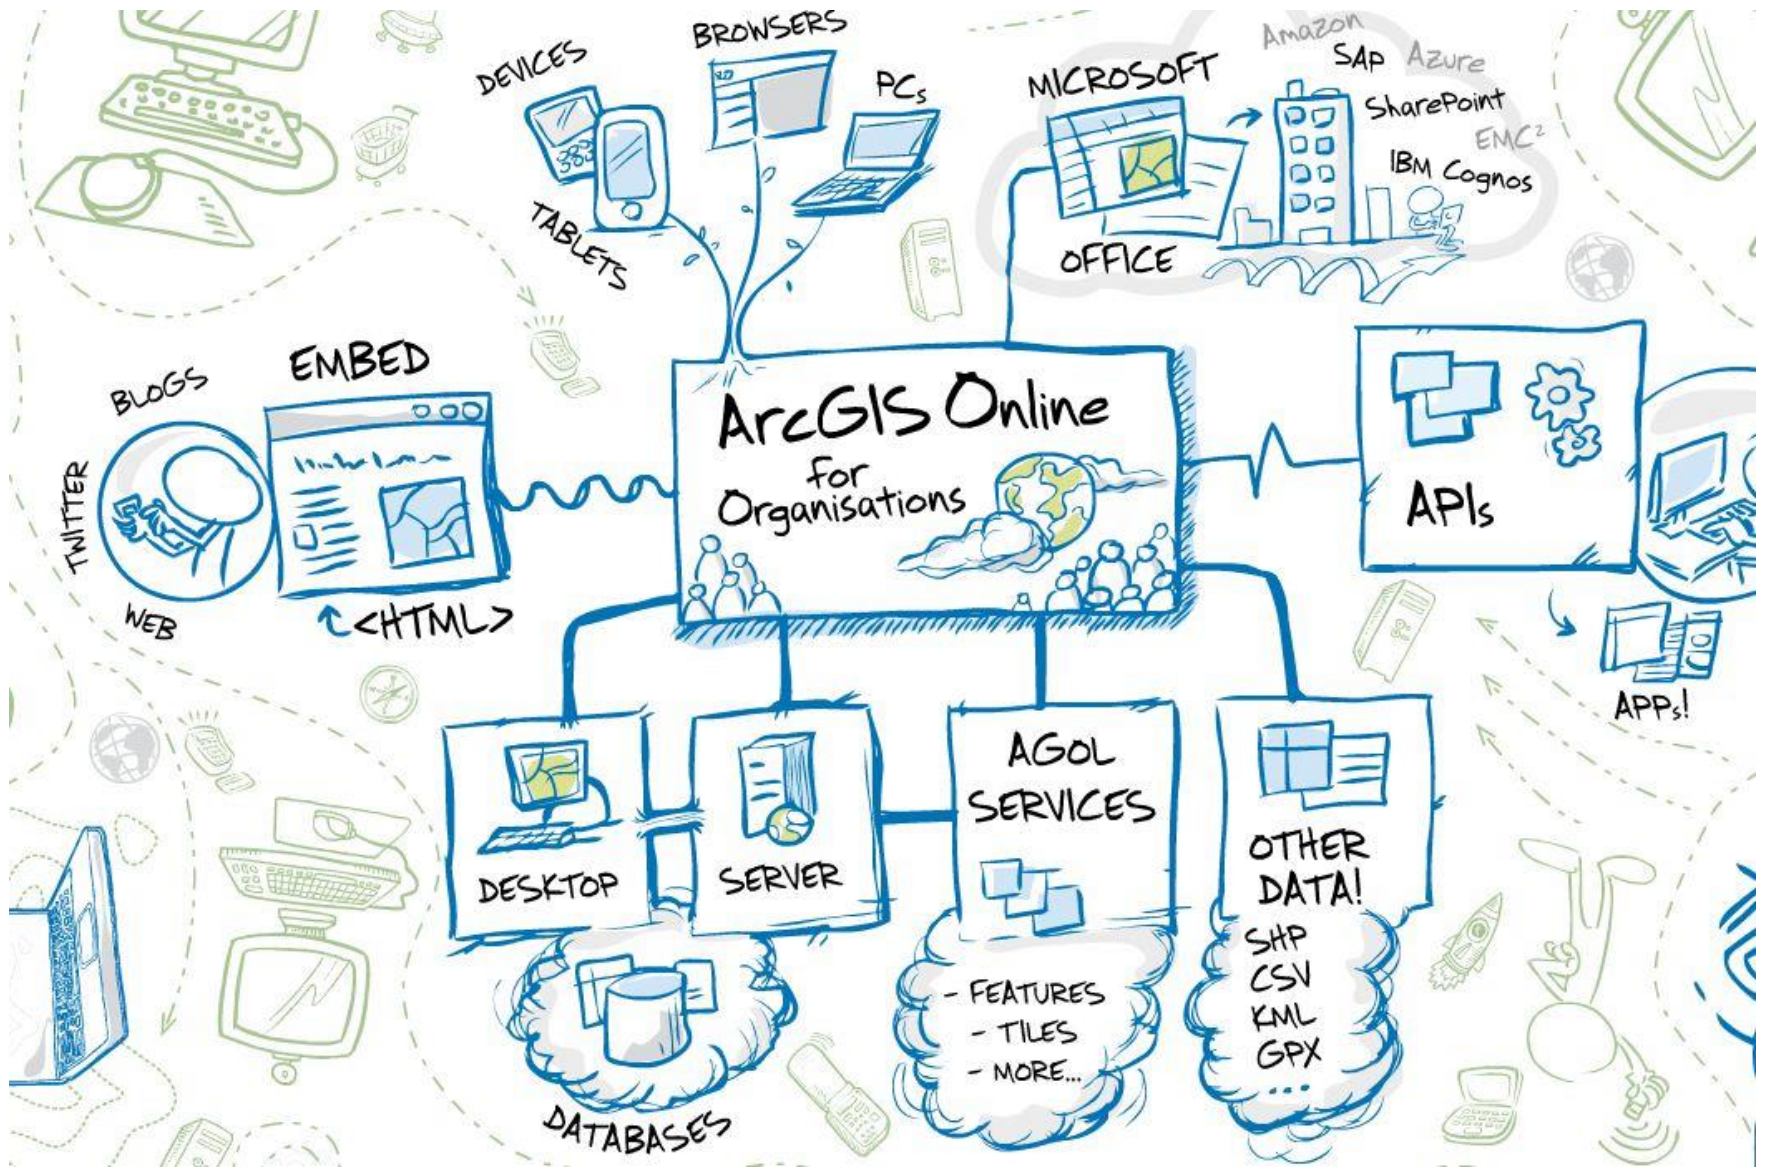 DEVICES
TABLETS
BROWSERS
PCs
MICROSOFT
OFFICE
Amazon
SAP
Azure
SharePoint
EMC2
IBM Cognos
BLOGS
TWITTER
WEB
EMBED
<HTML>
ArcGIS Online
for
Organisations
APIs
APPs!
DESKTOP
SERVER
DATABASES
AGOL
SERVICES
- FEATURES
- TILES
- MORE...
OTHER
DATA!
SHP
CSV
KML
GPX
...